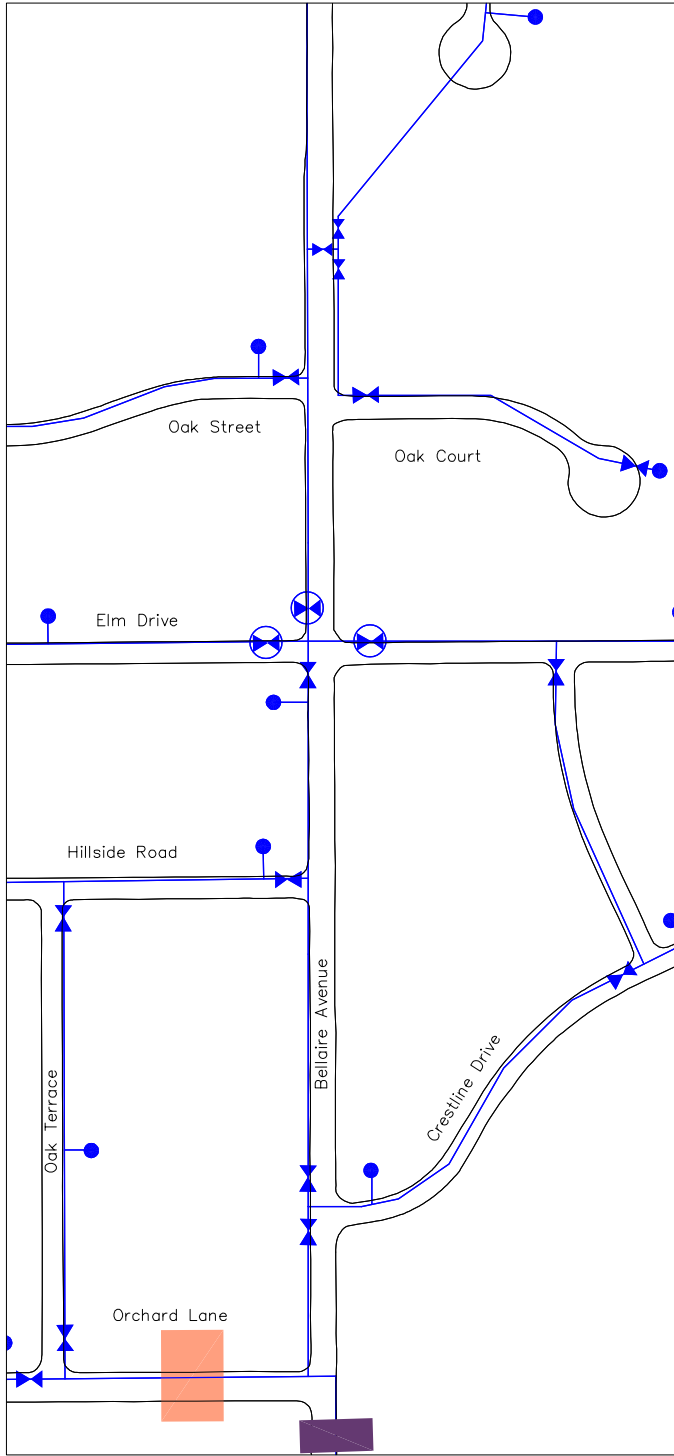 Oak Street
Oak Court
Elm Drive
Hillside Road
Bellaire Avenue
Crestline Drive
Oak Terrace
Orchard Lane